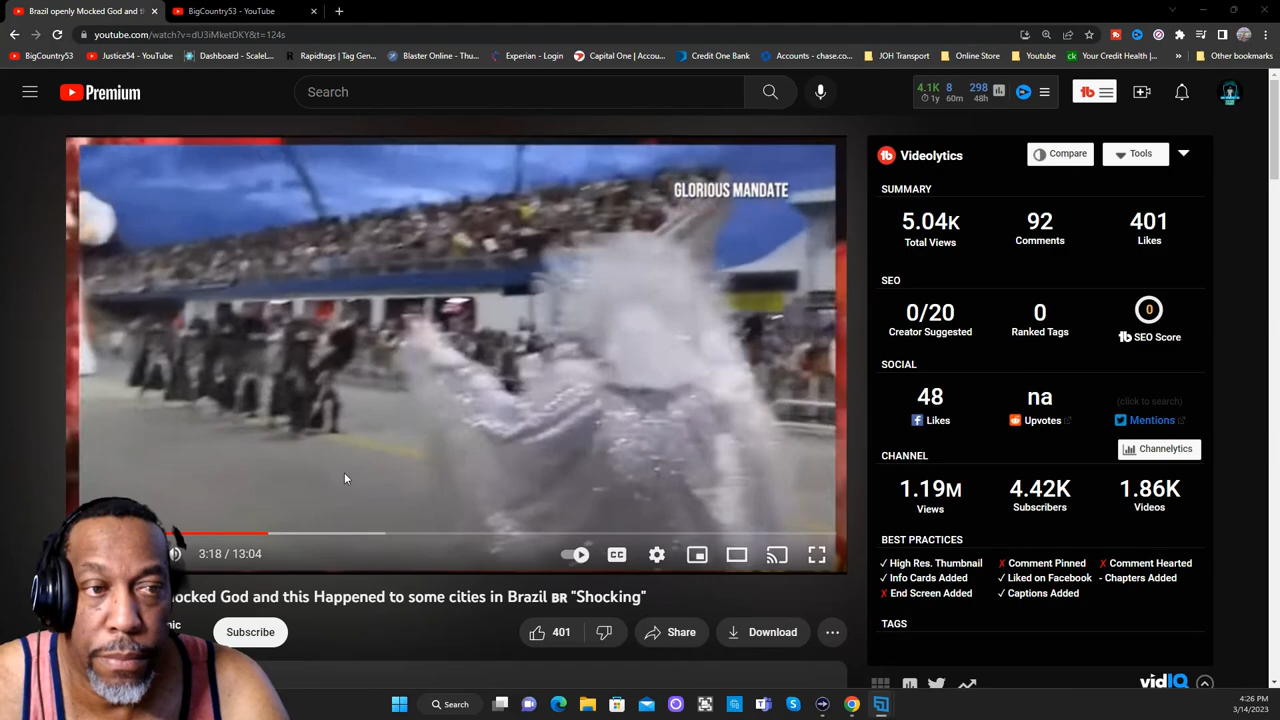 Brazil openly Mocked God and th
BigCountry53 - YouTube
youtube.com/watch?v=dU3iMketDKY&t=124s
BigCountry53
Justice54 - YouTube
Dashboard - ScaleL...
Rapidtags | Tag Gen...
Blaster Online - Thu...
Experian - Login
Capital One | Accou...
Credit One Bank
Accounts - chase.co...
JOH Transport
Online Store
Youtube
Your Credit Health |...
Other bookmarks
Premium
Search
4.1K 8 298
1y 60m 48h
GLORIOUS MANDATE
Videolytics
Compare
Tools
SUMMARY
5.04K 92 401
Total Views Comments Likes
SEO
0/20 0 0
Creator Suggested Ranked Tags SEO Score
SOCIAL
48 na (click to search)
Likes Upvotes Mentions
CHANNEL
Channelytics
1.19M 4.42K 1.86K
Views Subscribers Videos
BEST PRACTICES
✓ High Res. Thumbnail ✗ Comment Pinned ✗ Comment Hearted
✓ Info Cards Added ✓ Liked on Facebook - Chapters Added
✗ End Screen Added ✓ Captions Added
TAGS
vidIQ
3:18 / 13:04
CC
ocked God and this Happened to some cities in Brazil BR "Shocking"
nic
Subscribe
401
Share
Download
Search
4:26 PM
3/14/2023